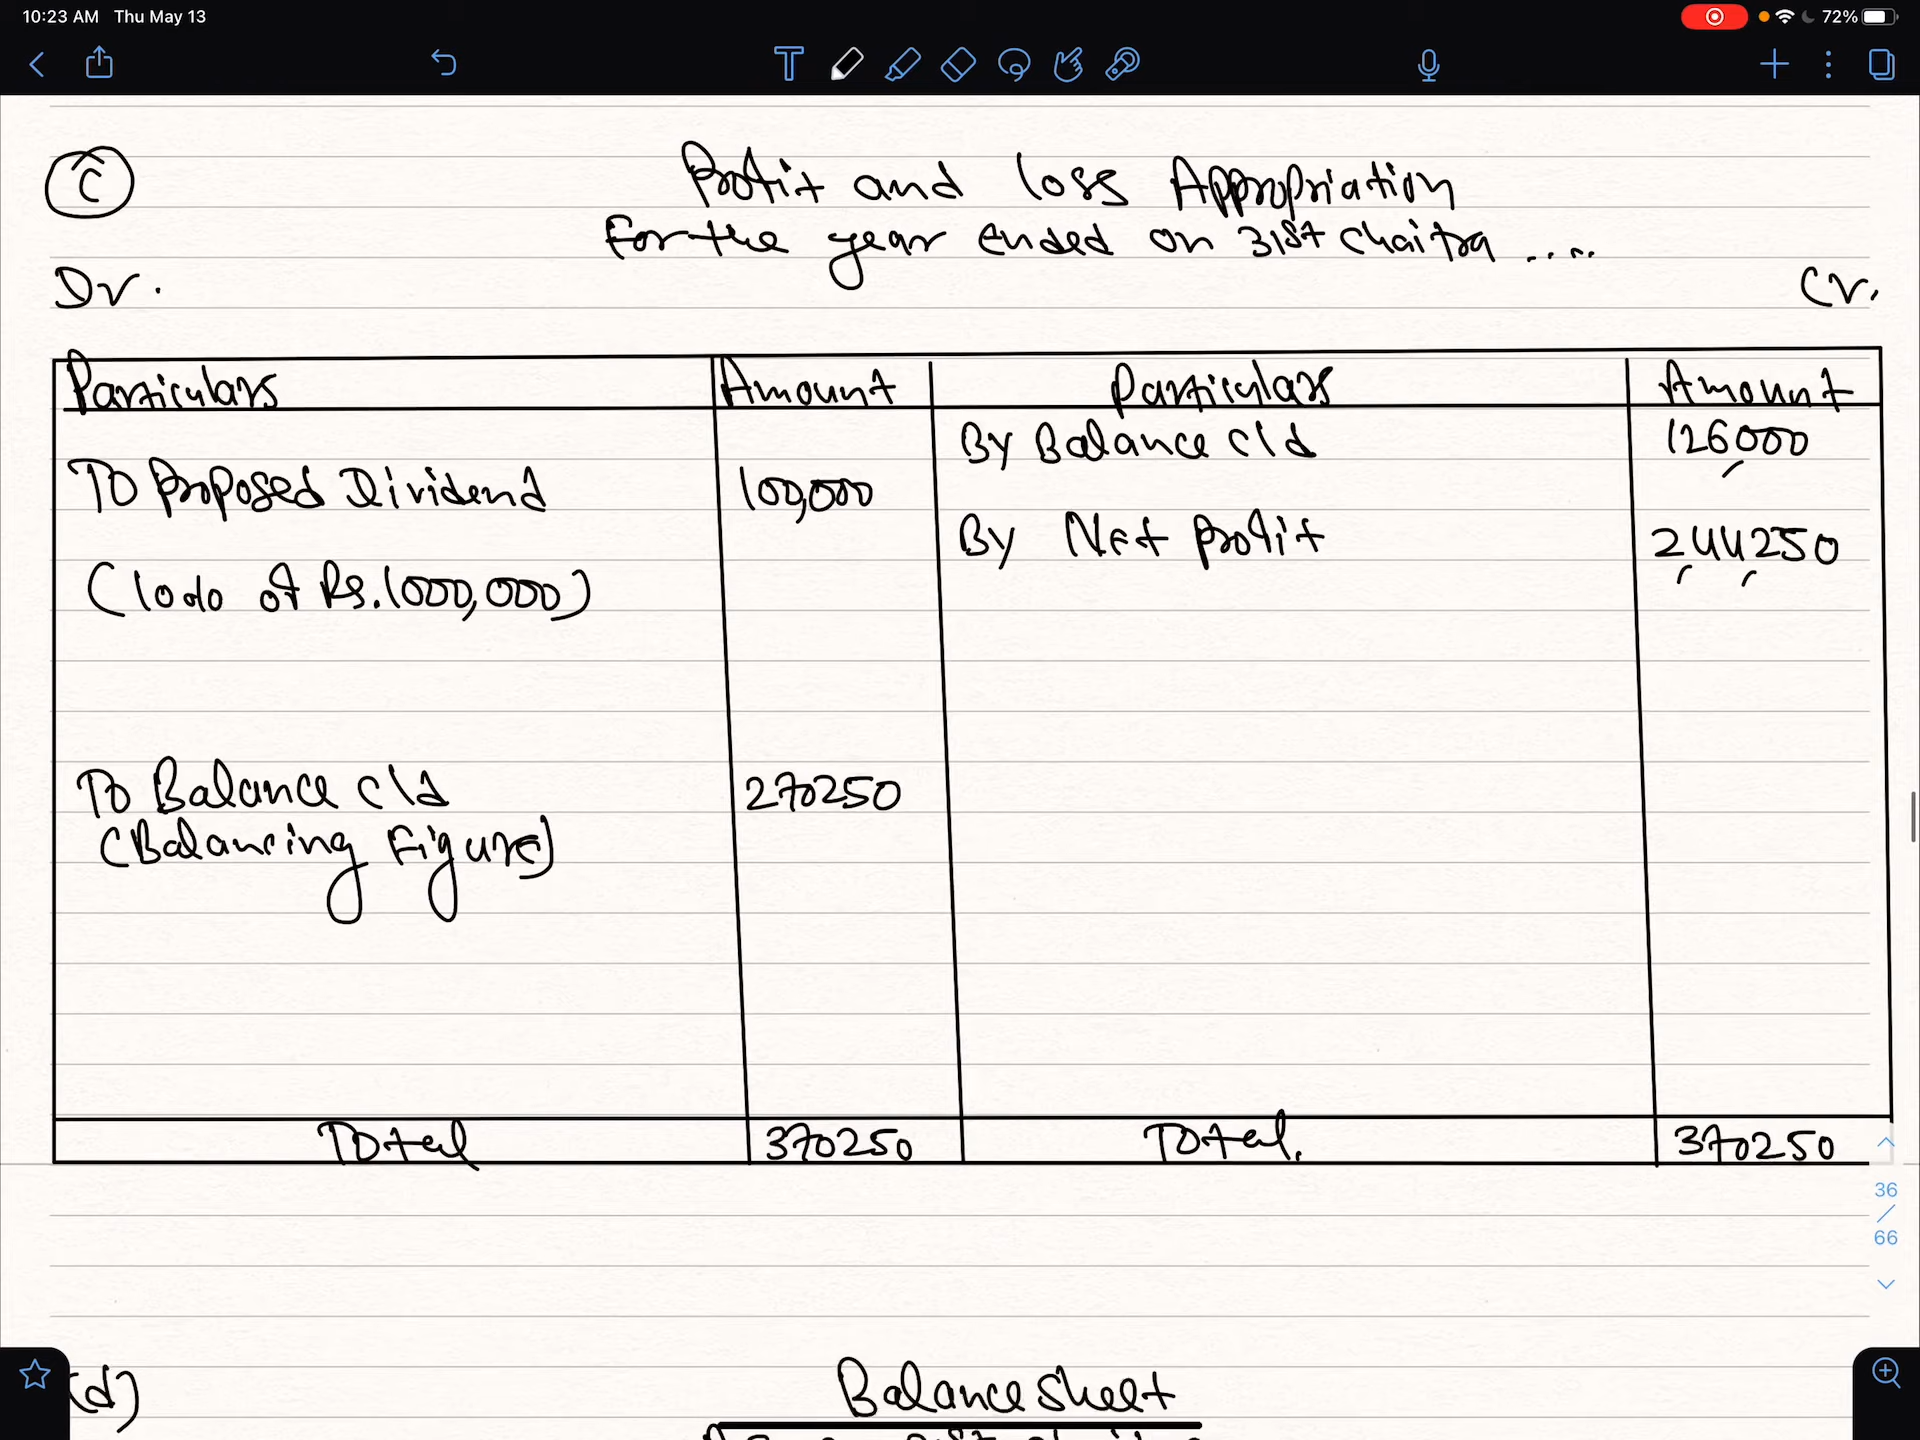 10:23 AM Thu May 13
72%
C
Profit and loss Appropriation
For the year ended on 31st chaitra .....
Dr.
Cr.
Particulars Amount Particulars Amount
By Balance c/d 126000
To Proposed Dividend 100,000
By Net profit 244250
(10% of Rs.1000,000)
To Balance c/d 270250
(Balancing Figure)
Total 370250 Total. 370250
36
/
66
(d)
Balance sheet